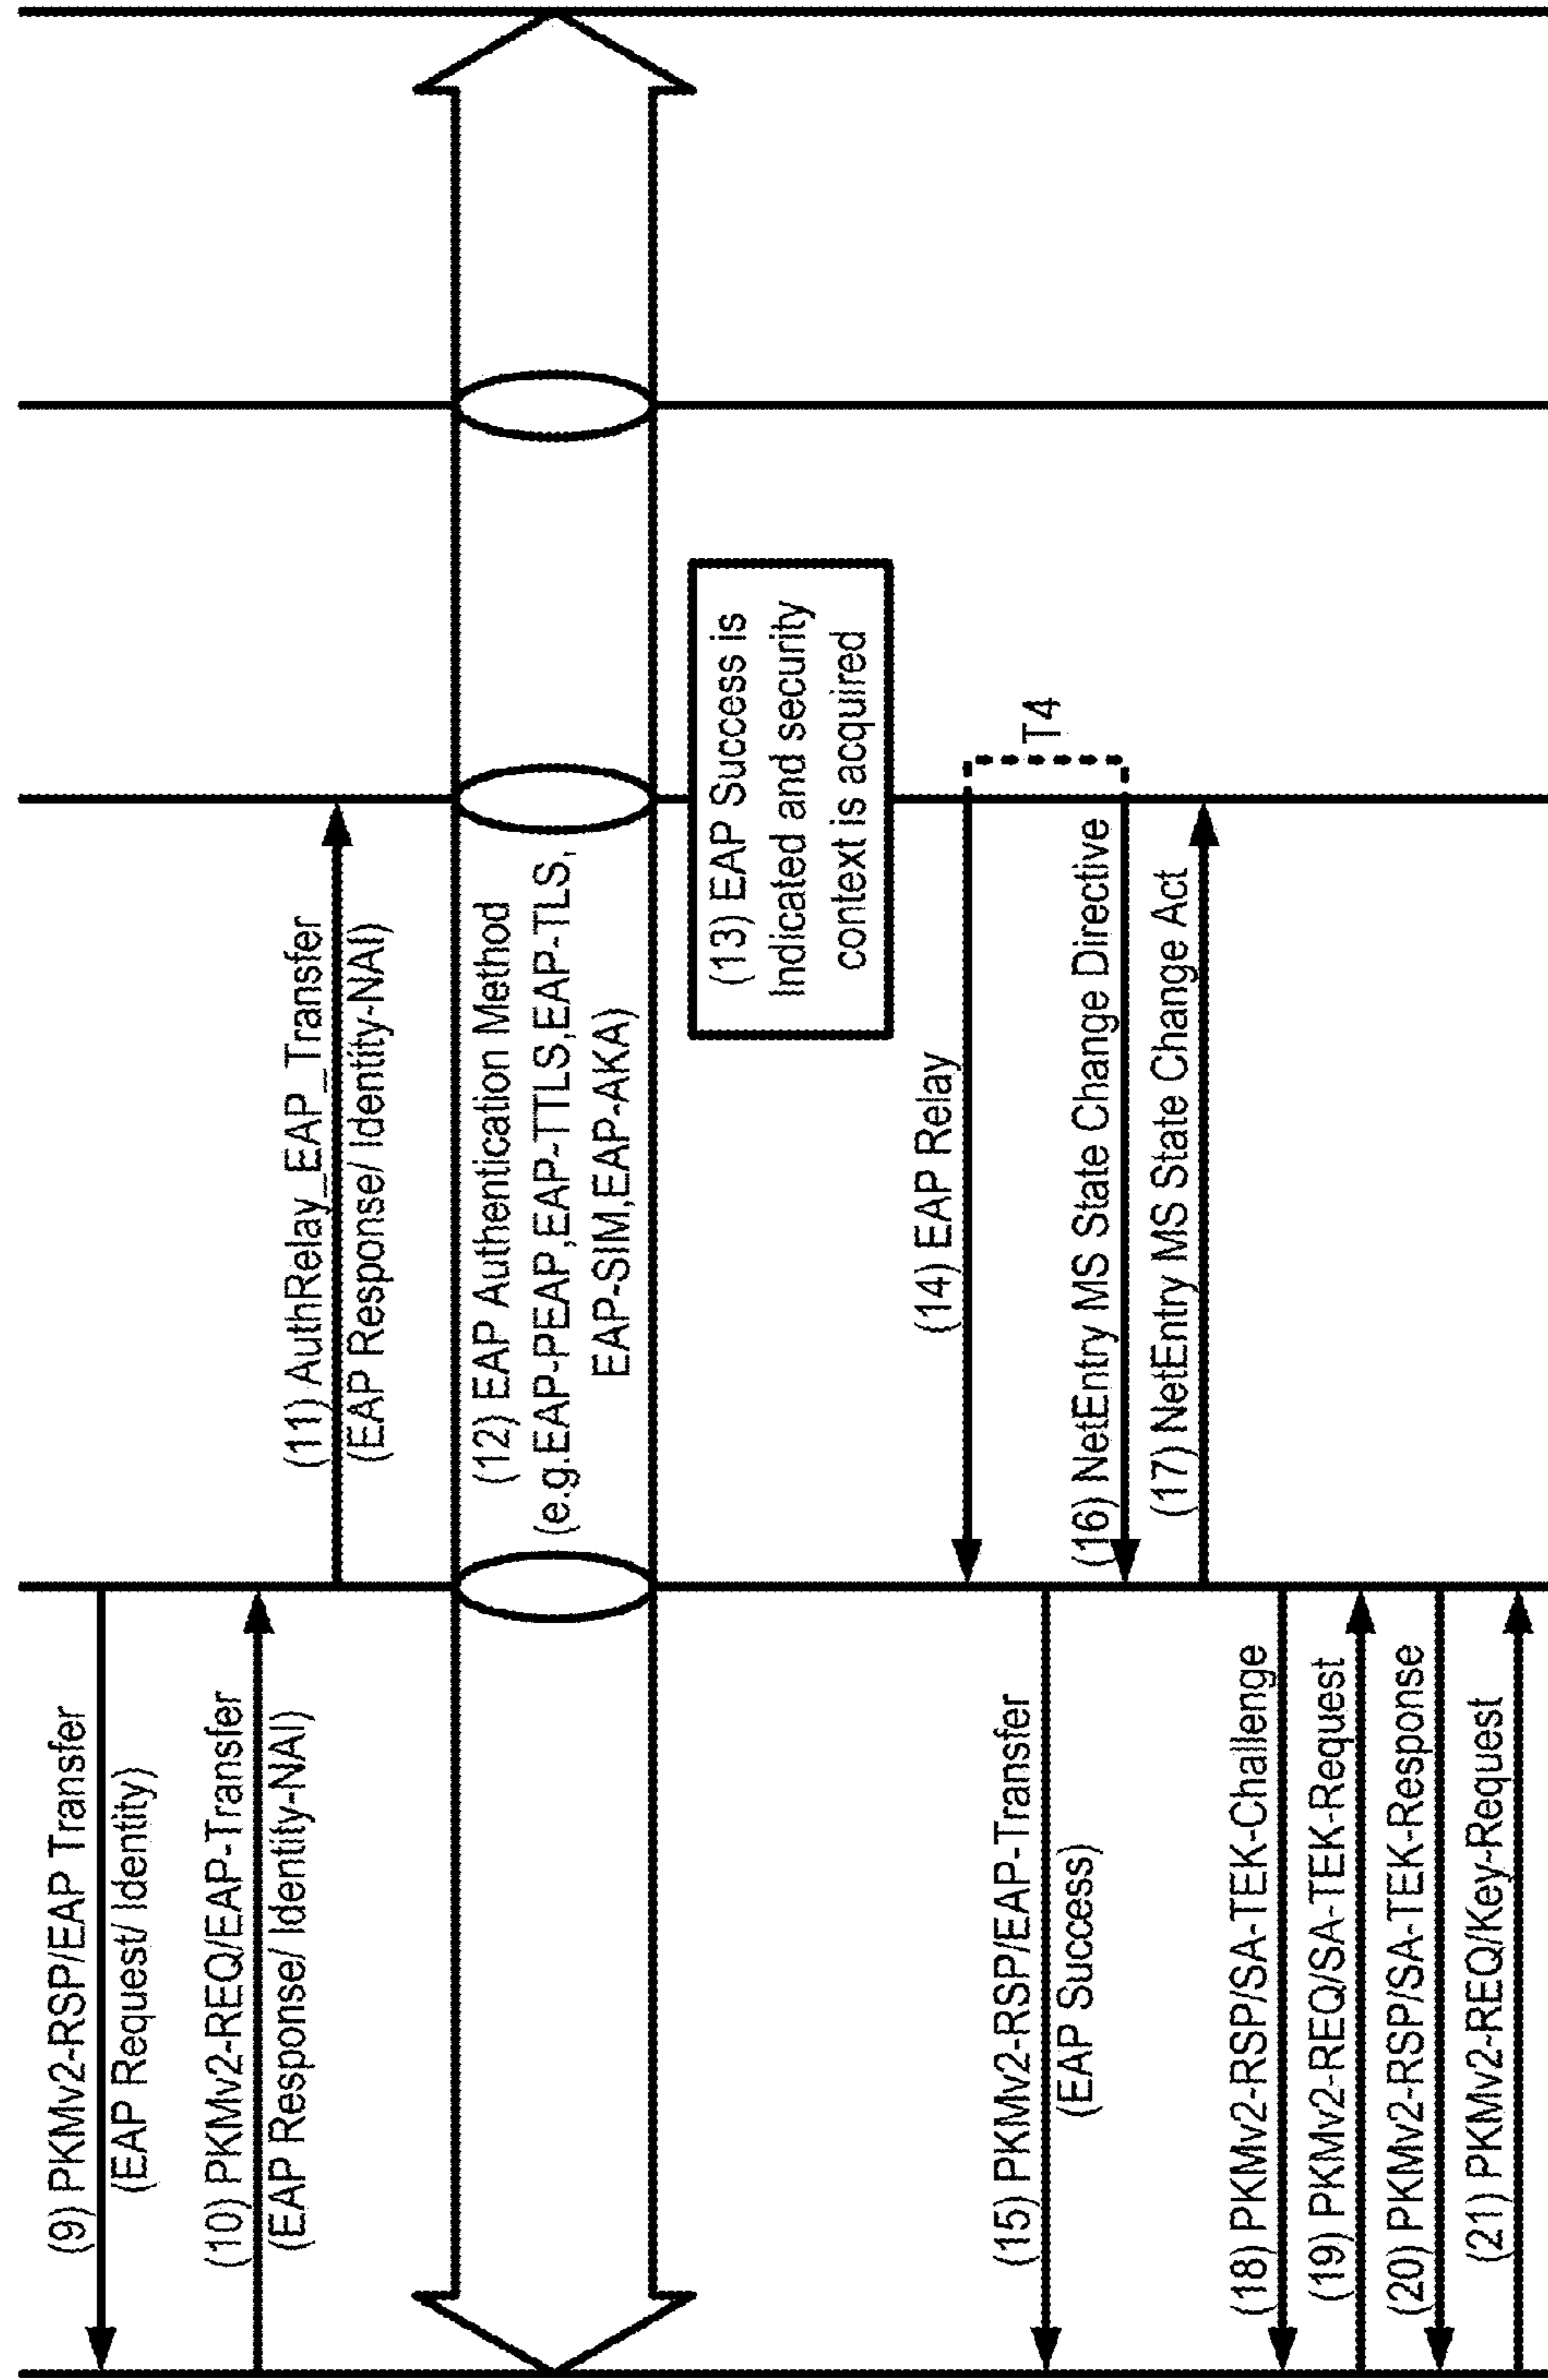 (9) PKMv2-RSP/EAP Transfer
(EAP Request/ Identity)
(10) PKMv2-REQ/EAP-Transfer
(EAP Response/ Identity-NAI)
(11) AuthRelay_EAP_Transfer
(EAP Response/ Identity-NAI)
(12) EAP Authentication Method
(e.g.EAP-PEAP,EAP-TTLS,EAP-TLS,
EAP-SIM,EAP-AKA)
(13) EAP Success is
Indicated and security
context is acquired
(14) EAP Relay
T4
(15) PKMv2-RSP/EAP-Transfer
(EAP Success)
(16) NetEntry MS State Change Directive
(17) NetEntry MS State Change Act
(18) PKMv2-RSP/SA-TEK-Challenge
(19) PKMv2-REQ/SA-TEK-Request
(20) PKMv2-RSP/SA-TEK-Response
(21) PKMv2-REQ/Key-Request